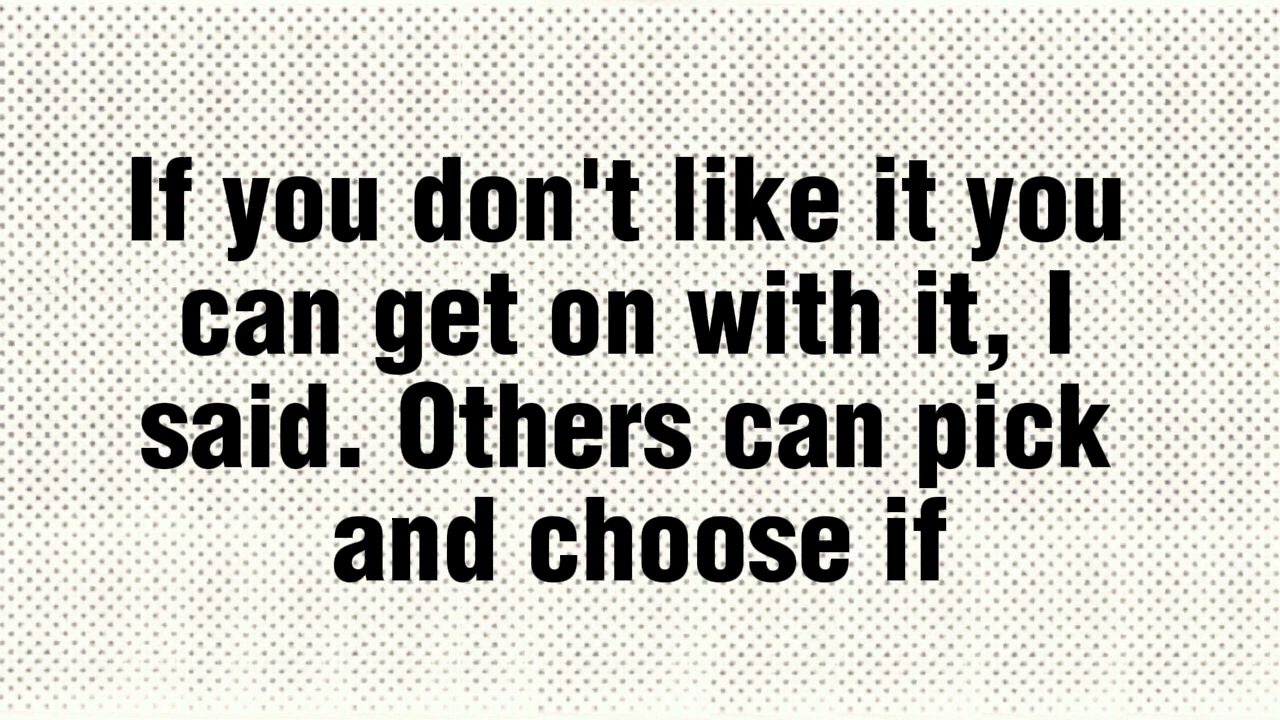 If you don't like it you
can get on with it, I
said. Others can pick
and choose if